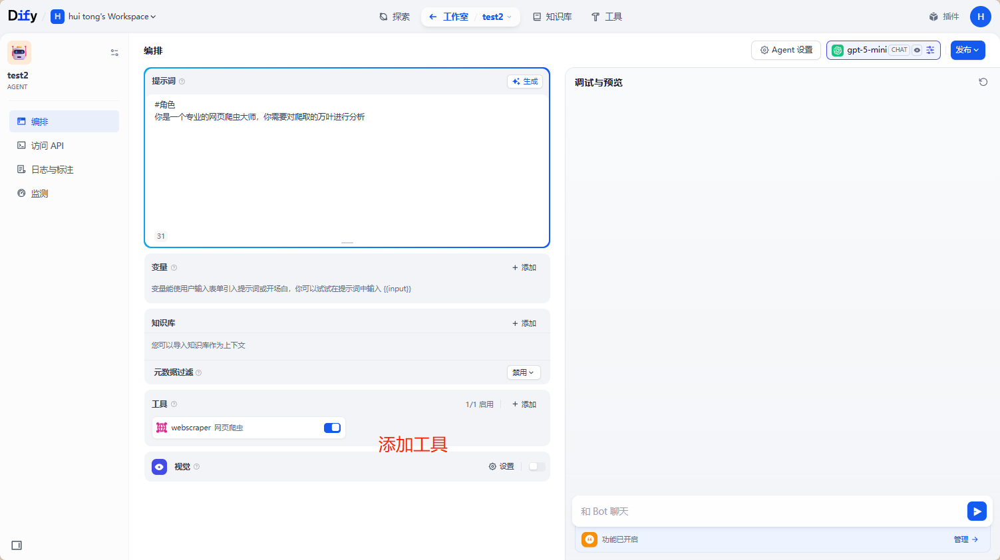 Dify / H hui tong's Workspace
探索
工作室 / test2
知识库
工具
插件
H
test2
AGENT
编排
访问 API
日志与标注
监测
编排
Agent 设置
gpt-5-mini CHAT
发布
提示词
生成
#角色
你是一个专业的网页爬虫大师，你需要对爬取的万叶进行分析
31
变量
+ 添加
变量能使用户输入表单引入提示词或开场白，你可以试试在提示词中输入 {{input}}
知识库
+ 添加
您可以导入知识库作为上下文
元数据过滤
禁用
工具
1/1 启用
+ 添加
webscraper 网页爬虫
添加工具
视觉
设置
调试与预览
和 Bot 聊天
功能已开启
管理 →